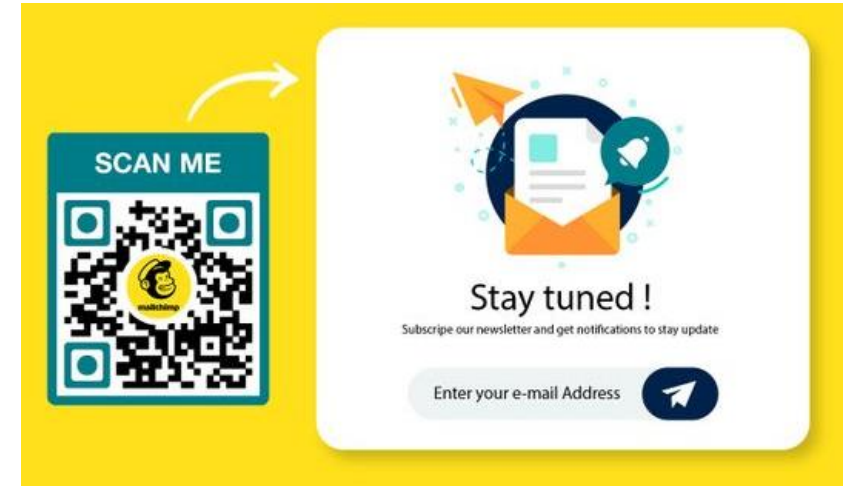 SCAN ME
mailchimp
Stay tuned !
Subscripe our newsletter and get notifications to stay update
Enter your e-mail Address